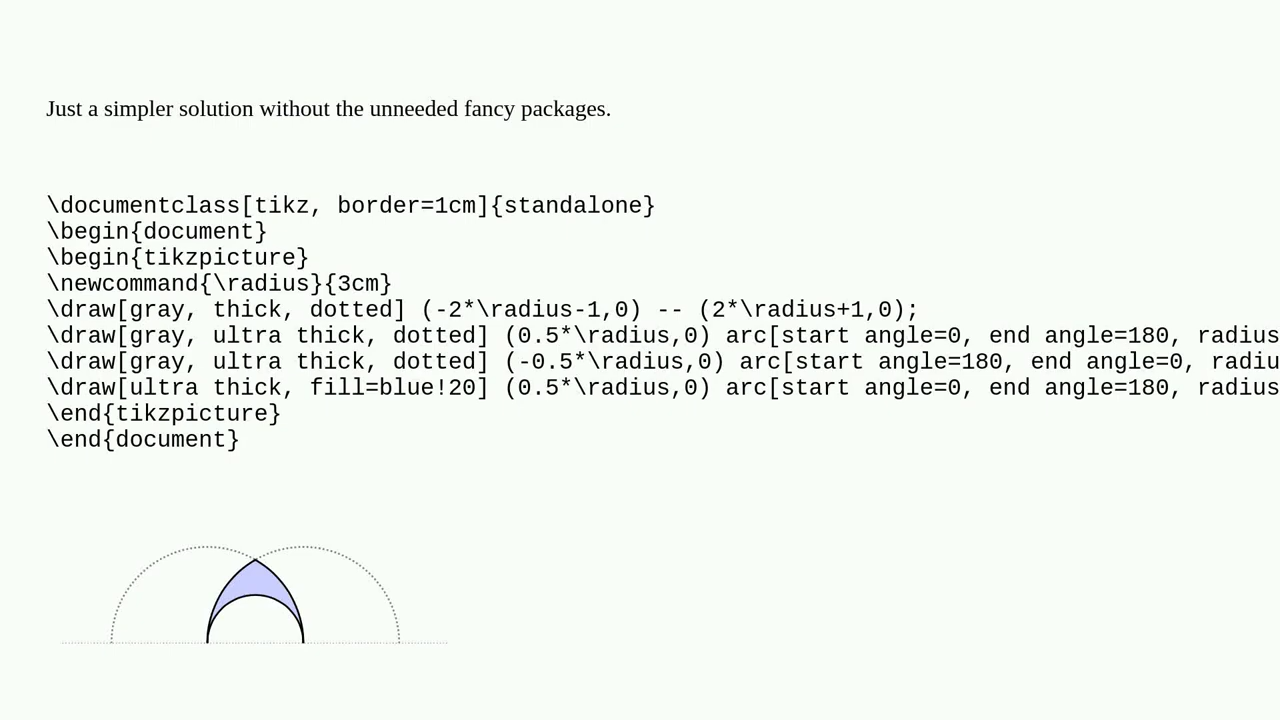 Just a simpler solution without the unneeded fancy packages.
\documentclass[tikz, border=1cm]{standalone}
\begin{document}
\begin{tikzpicture}
\newcommand{\radius}{3cm}
\draw[gray, thick, dotted] (-2*\radius-1,0) -- (2*\radius+1,0);
\draw[gray, ultra thick, dotted] (0.5*\radius,0) arc[start angle=0, end angle=180, radius
\draw[gray, ultra thick, dotted] (-0.5*\radius,0) arc[start angle=180, end angle=0, radiu
\draw[ultra thick, fill=blue!20] (0.5*\radius,0) arc[start angle=0, end angle=180, radius
\end{tikzpicture}
\end{document}